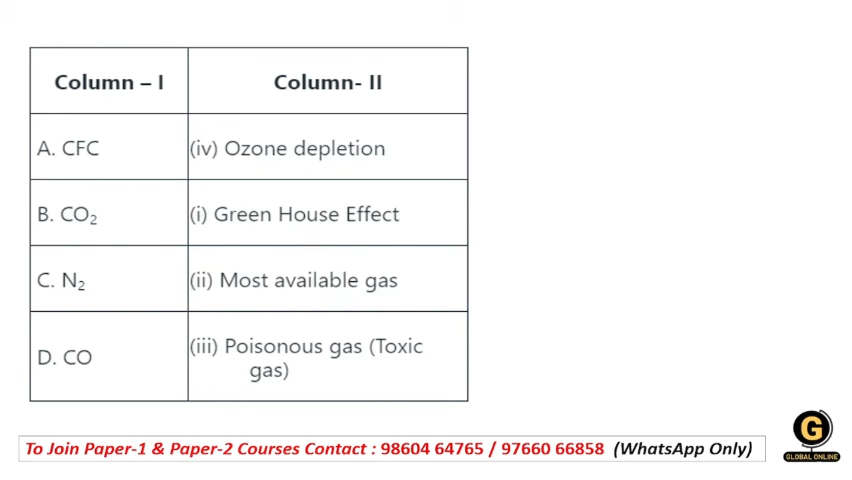 Column – I Column- II
A. CFC (iv) Ozone depletion
B. CO₂ (i) Green House Effect
C. N₂ (ii) Most available gas
D. CO (iii) Poisonous gas (Toxic
gas)
To Join Paper-1 & Paper-2 Courses Contact : 98604 64765 / 97660 66858 (WhatsApp Only)
G
GLOBAL ONLINE